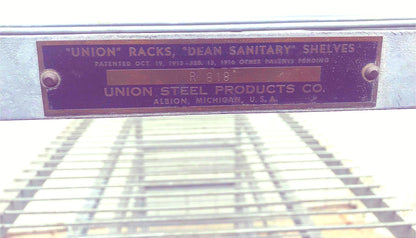 "UNION" RACKS, "DEAN SANITARY" SHELVES
PATENTED OCT. 19, 1915-FEB. 15, 1916 OTHER PATENTS PENDING
R 818
UNION STEEL PRODUCTS CO.
ALBION, MICHIGAN, U.S.A.